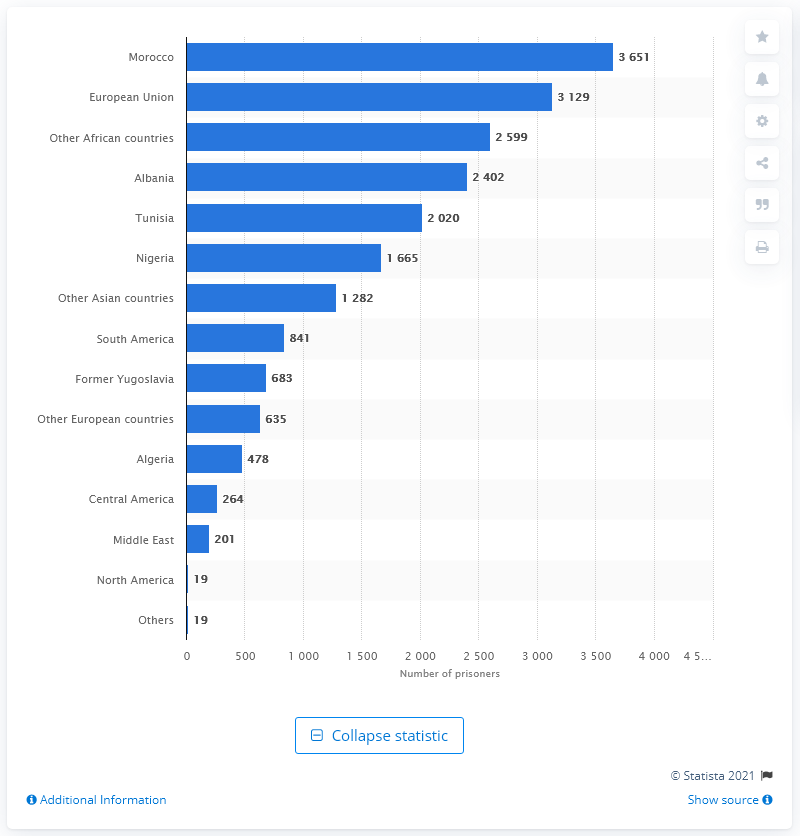 Morocco 3 651
European Union 3 129
Other African countries 2 599
Albania 2 402
Tunisia 2 020
Nigeria 1 665
Other Asian countries 1 282
South America 841
Former Yugoslavia 683
Other European countries 635
Algeria 478
Central America 264
Middle East 201
North America 19
Others 19
0 500 1 000 1 500 2 000 2 500 3 000 3 500 4 000 4 5...
Number of prisoners
Collapse statistic
© Statista 2021
Additional Information Show source